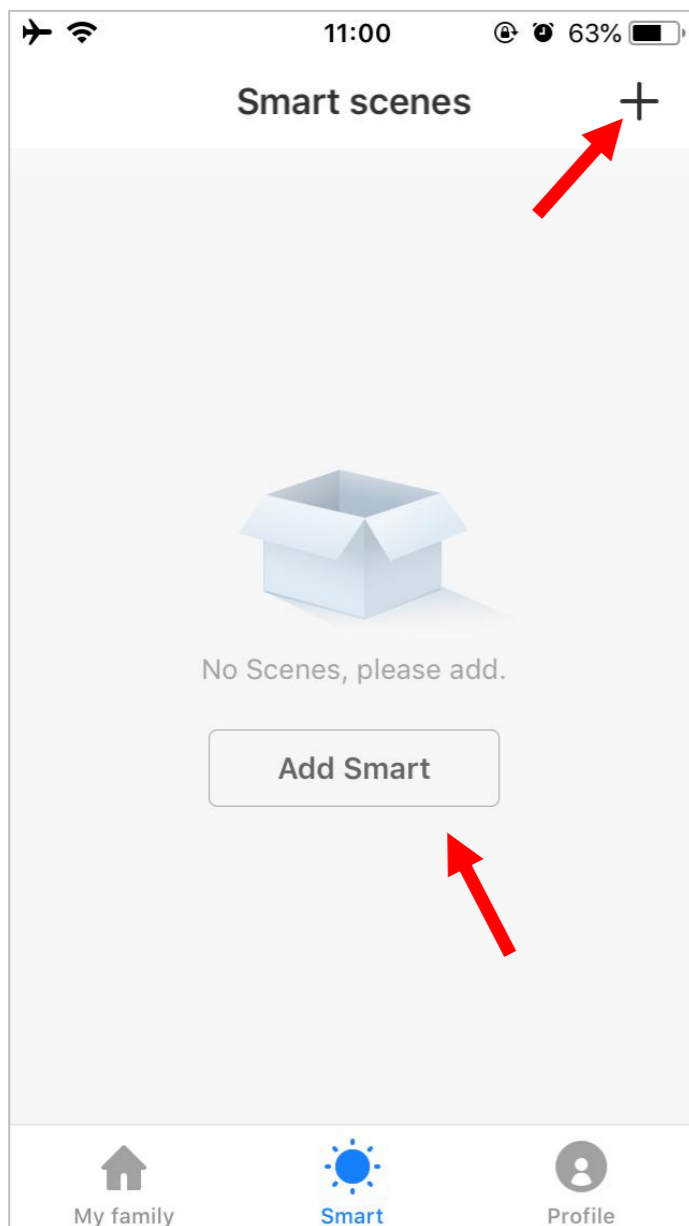 11:00 63%
Smart scenes
No Scenes, please add.
Add Smart
My family Smart Profile